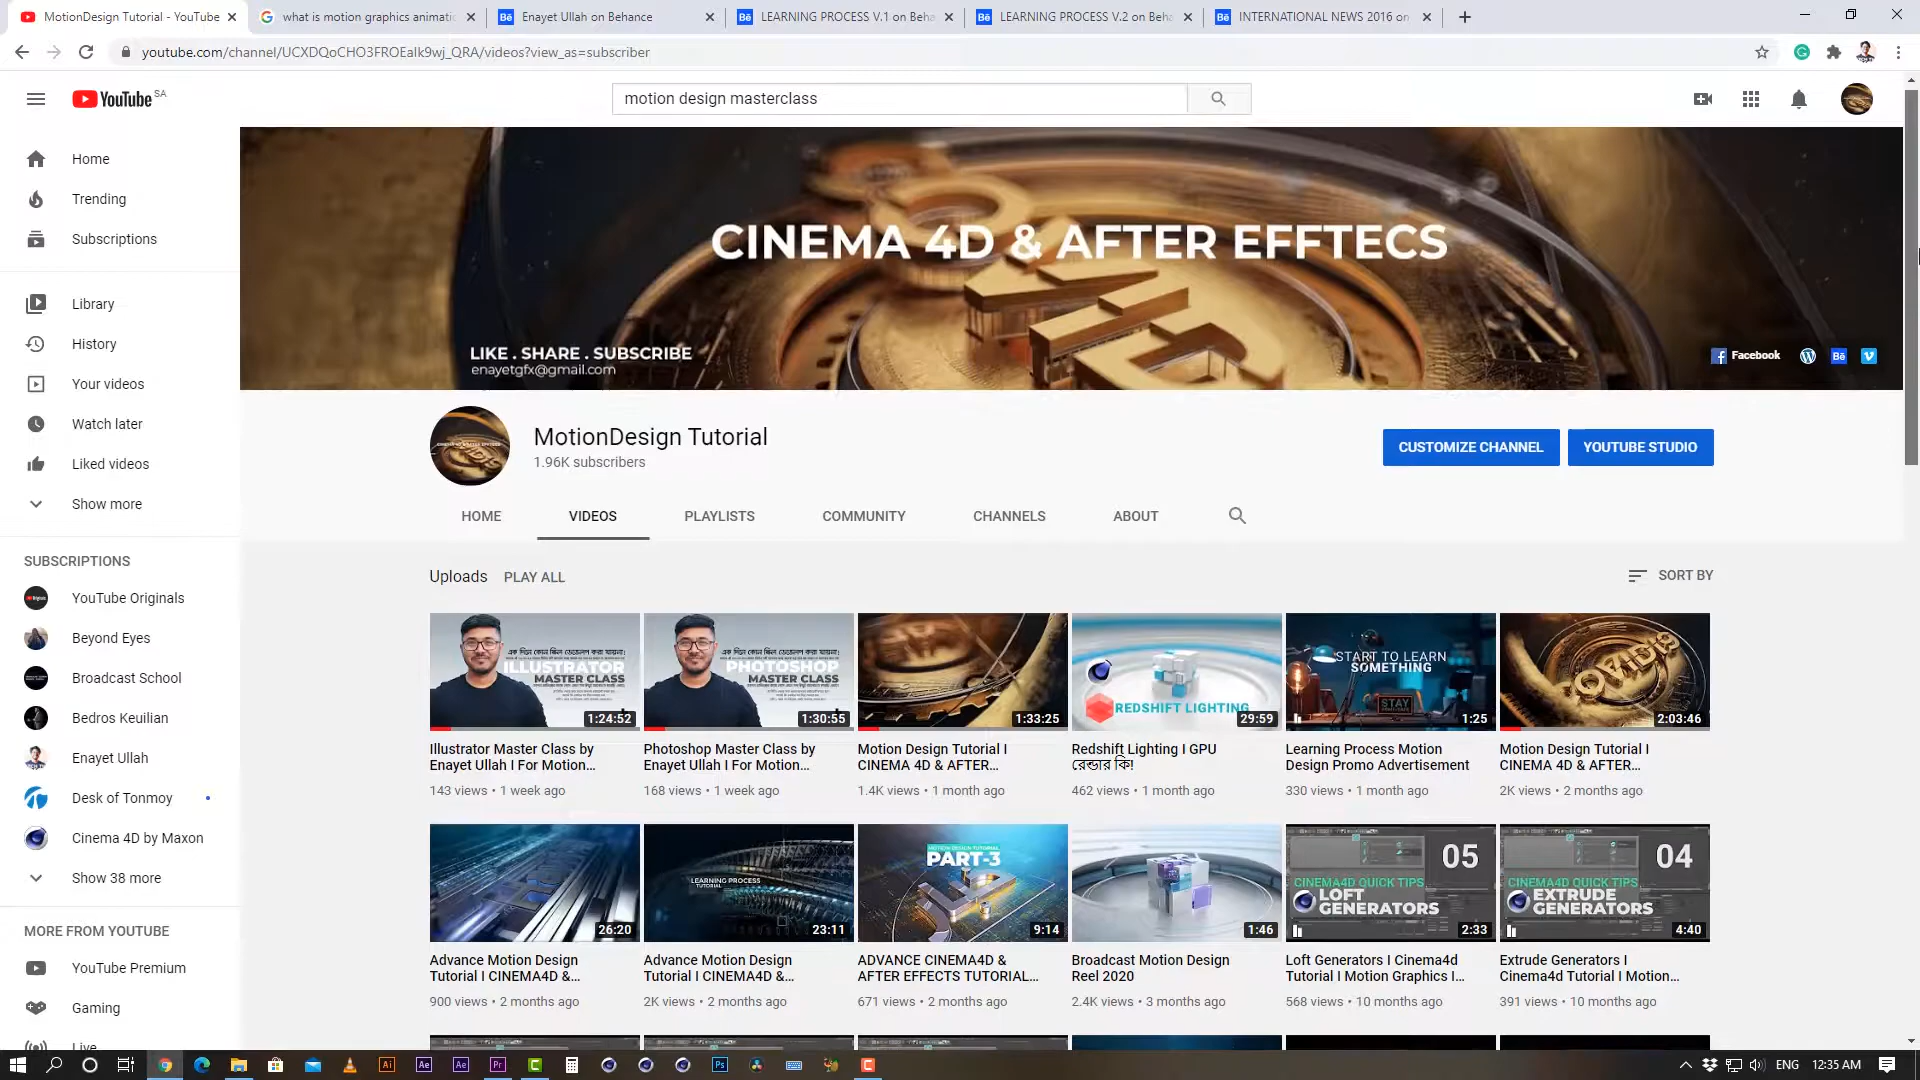 MotionDesign Tutorial - YouTube
what is motion graphics animatic
Enayet Ullah on Behance
LEARNING PROCESS V.1 on Beha
LEARNING PROCESS V.2 on Beha
INTERNATIONAL NEWS 2016 on
youtube.com/channel/UCXDQoCHO3FROEalk9wj_QRA/videos?view_as=subscriber
YouTube SA
motion design masterclass
Home
Trending
Subscriptions
Library
History
Your videos
Watch later
Liked videos
Show more
SUBSCRIPTIONS
YouTube Originals
Beyond Eyes
Broadcast School
Bedros Keuilian
Enayet Ullah
Desk of Tonmoy
Cinema 4D by Maxon
Show 38 more
MORE FROM YOUTUBE
YouTube Premium
Gaming
Live
CINEMA 4D & AFTER EFFTECS
LIKE . SHARE . SUBSCRIBE
enayetgfx@gmail.com
Facebook
MotionDesign Tutorial
1.96K subscribers
CUSTOMIZE CHANNEL
YOUTUBE STUDIO
HOME VIDEOS PLAYLISTS COMMUNITY CHANNELS ABOUT
Uploads PLAY ALL
SORT BY
ILLUSTRATOR
MASTER CLASS
1:24:52
Illustrator Master Class by
Enayet Ullah I For Motion...
143 views • 1 week ago
PHOTOSHOP
MASTER CLASS
1:30:55
Photoshop Master Class by
Enayet Ullah I For Motion...
168 views • 1 week ago
1:33:25
Motion Design Tutorial I
CINEMA 4D & AFTER...
1.4K views • 1 month ago
REDSHIFT LIGHTING
29:59
Redshift Lighting I GPU
রেন্ডার কি!
462 views • 1 month ago
START TO LEARN
SOMETHING
STAY
1:25
Learning Process Motion
Design Promo Advertisement
330 views • 1 month ago
2:03:46
Motion Design Tutorial I
CINEMA 4D & AFTER...
2K views • 2 months ago
26:20
Advance Motion Design
Tutorial I CINEMA4D &...
900 views • 2 months ago
LEARNING PROCESS
TUTORIAL
23:11
Advance Motion Design
Tutorial I CINEMA4D &...
2K views • 2 months ago
MOTION DESIGN TUTORIAL
PART-3
9:14
ADVANCE CINEMA4D &
AFTER EFFECTS TUTORIAL...
671 views • 2 months ago
1:46
Broadcast Motion Design
Reel 2020
2.4K views • 3 months ago
05
CINEMA4D QUICK TIPS
LOFT
GENERATORS
2:33
Loft Generators I Cinema4d
Tutorial I Motion Graphics I...
568 views • 10 months ago
04
CINEMA4D QUICK TIPS
EXTRUDE
GENERATORS
4:40
Extrude Generators I
Cinema4d Tutorial I Motion...
391 views • 10 months ago
ENG 12:35 AM